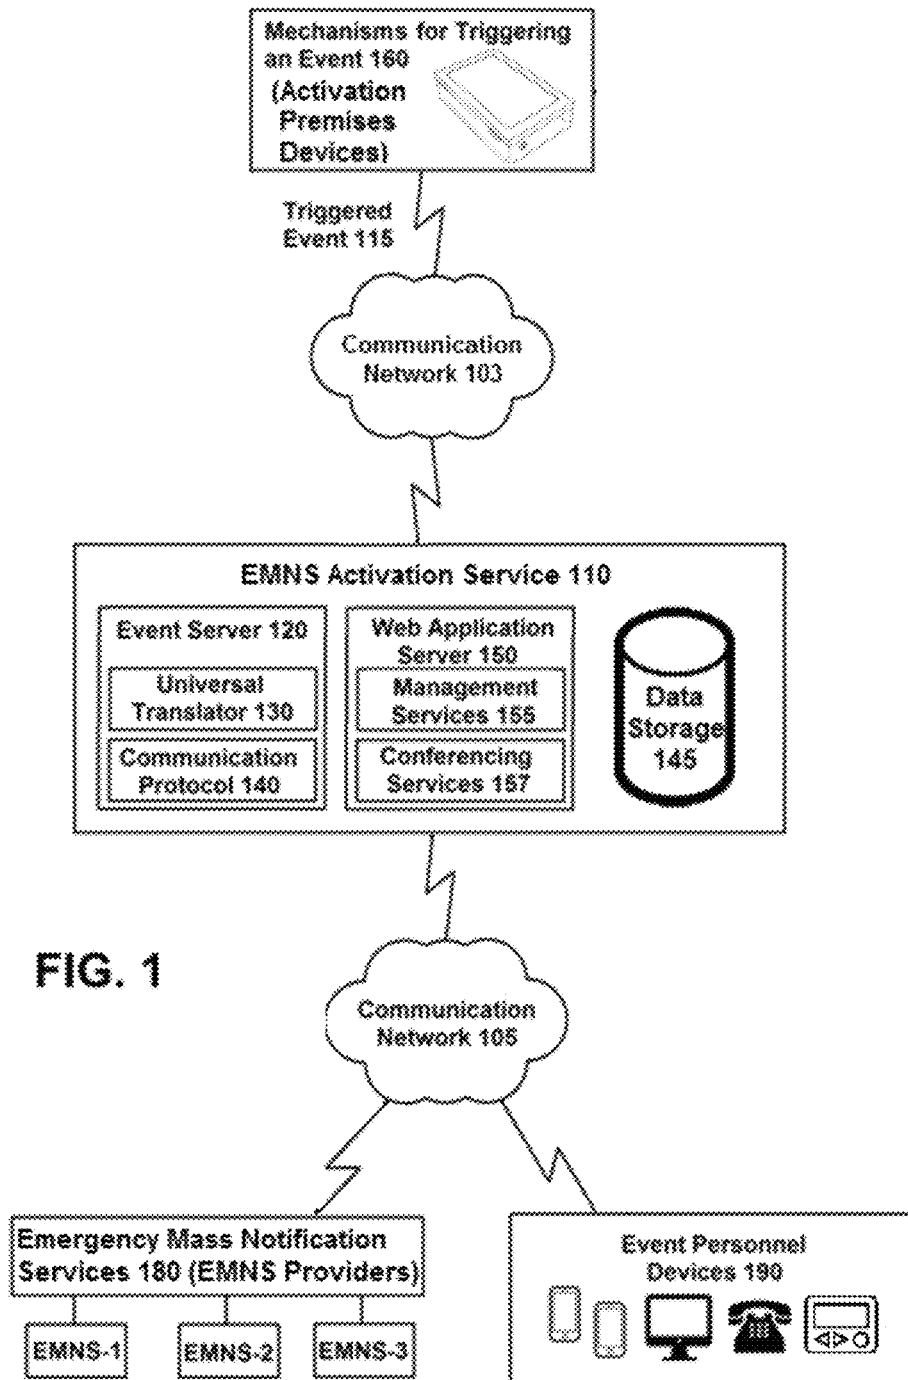 Mechanisms for Triggering
an Event 160
(Activation
Premises
Devices)
Triggered
Event 115
Communication
Network 103
EMNS Activation Service 110
Event Server 120
Universal
Translator 130
Communication
Protocol 140
Web Application
Server 150
Management
Services 155
Conferencing
Services 157
Data
Storage
145
FIG. 1
Communication
Network 105
Emergency Mass Notification
Services 180 (EMNS Providers)
EMNS-1
EMNS-2
EMNS-3
Event Personnel
Devices 190